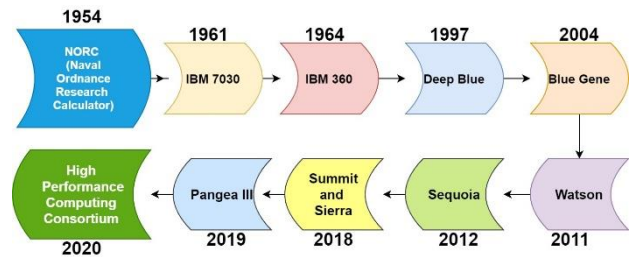 1954
NORC
(Naval
Ordnance
Research
Calculator)
1961
IBM 7030
1964
IBM 360
1997
Deep Blue
2004
Blue Gene
Watson
2011
Sequoia
2012
Summit
and
Sierra
2018
Pangea III
2019
High
Performance
Computing
Consortium
2020